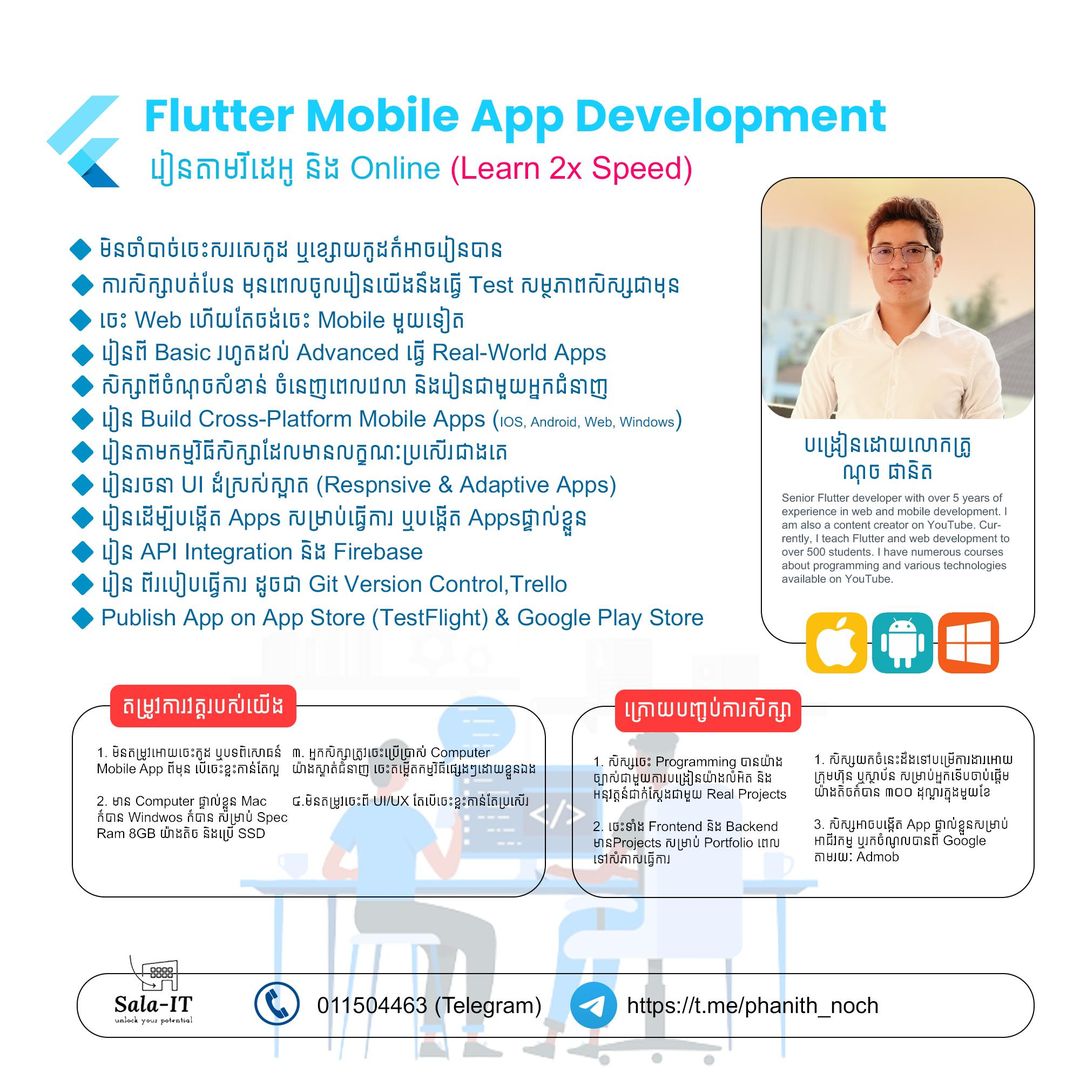 Flutter Mobile App Development
រៀនតាមវីដេអូ និង Online (Learn 2x Speed)
មិនចាំបាច់ចេះសរសេកូដ ឬខ្សោយកូដក៏អាចរៀនបាន
ការសិក្សាបត់បែន មុនពេលចូលរៀនយើងនឹងធ្វើ Test សម្ថភាពសិស្សជាមុន
ចេះ Web ហើយតែចង់ចេះ Mobile មួយទៀត
រៀនពី Basic រហូតដល់ Advanced ធ្វើ Real-World Apps
សិក្សាពីចំណុចសំខាន់ ចំនេញពេលវេលា និងរៀនជាមួយអ្នកជំនាញ
រៀន Build Cross-Platform Mobile Apps (IOS, Android, Web, Windows)
រៀនតាមកម្មវិធីសិក្សាដែលមានលក្ខណៈប្រសើរជាងគេ
រៀនរចនា UI ដ៏ស្រស់ស្អាត (Respnsive & Adaptive Apps)
រៀនដើម្បីបង្កើត Apps សម្រាប់ធ្វើការ ឬបង្កើត Appsផ្ទាល់ខ្លួន
រៀន API Integration និង Firebase
រៀន ពីរបៀបធ្វើការ ដូចជា Git Version Control,Trello
Publish App on App Store (TestFlight) & Google Play Store
បង្រៀនដោយលោកគ្រូ
ណុច ផានិត
Senior Flutter developer with over 5 years of
experience in web and mobile development. I
am also a content creator on YouTube. Cur-
rently, I teach Flutter and web development to
over 500 students. I have numerous courses
about programming and various technologies
available on YouTube.
តម្រូវការវគ្គរបស់យើង
1. មិនតម្រូវអោយចេះកូដ ឬបទពិសោធន៍
Mobile App ពីមុន បើចេះខ្លះកាន់តែល្អ
2. មាន Computer ផ្ទាល់ខ្លួន Mac
ក៏បាន Windwos ក៏បាន សម្រាប់ Spec
Ram 8GB យ៉ាងតិច និងប្រើ SSD
៣. អ្នកសិក្សាត្រូវចេះប្រើប្រាស់ Computer
យ៉ាងស្ទាត់ជំនាញ ចេះតម្លើតកម្មវិធីផ្សេងៗដោយខ្លួនឯង
៤.មិនតម្រូវចេះពី UI/UX តែបើចេះខ្លះកាន់តែប្រសើរ
</>
ក្រោយបញ្ចប់ការសិក្សា
1. សិស្សចេះ Programming បានយ៉ាង
ច្បាស់ជាមួយការបង្រៀនយ៉ាងលំអិត និង
អនុវត្តន៍ជាក់ស្តែងជាមួយ Real Projects
2. ចេះទាំង Frontend និង Backend
មានProjects សម្រាប់ Portfolio ពេល
ទៅសំភាសធ្វើការ
1. សិស្សយកចំនេះដឹងទៅបម្រើការងារអោយ
ក្រុមហ៊ុន ឬស្ថាប័ន សម្រាប់អ្នកទើបចាប់ផ្តើម
យ៉ាងតិចក៏បាន ៣០០ ដុល្លារក្នុងមួយខែ
3. សិស្សអាចបង្កើត App ផ្ទាល់ខ្លួនសម្រាប់
អាជីវកម្ម ឬរកចំណូលបានពី Google
តាមរយៈ Admob
Sala-IT
unlock your potential
011504463 (Telegram)
https://t.me/phanith_noch